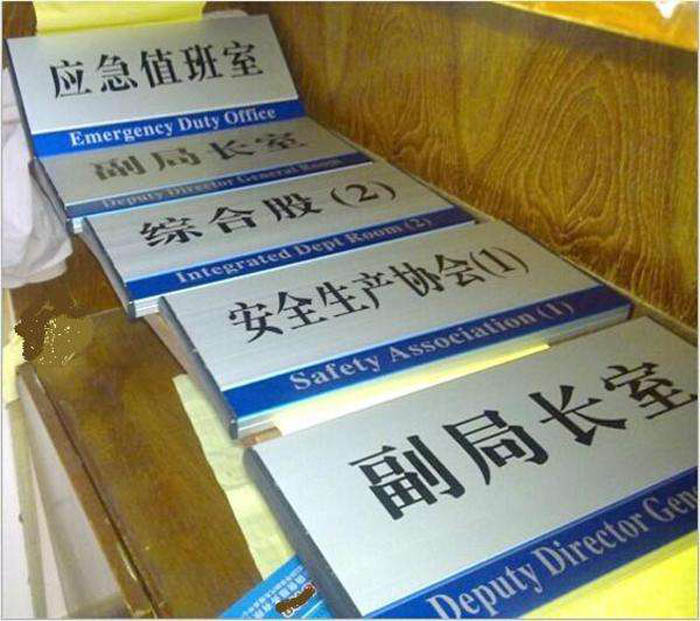 应急值班室
Emergency Duty Office
副局长室
Deputy Director General Room
综合股(2)
Integrated Dept Room (2)
安全生产协会(1)
Safety Association (1)
副局长室
Deputy Director Gen